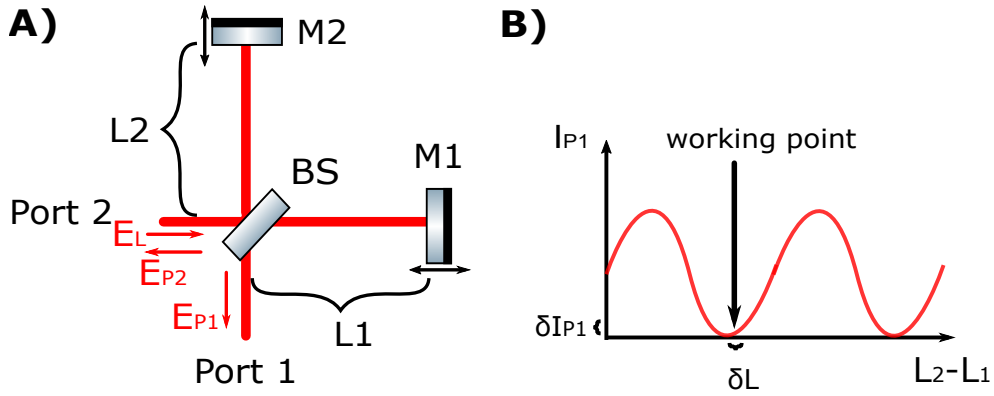 A)
M2
L2
M1
BS
Port 2
EL
EP2
EP1
L1
Port 1
B)
IP1
working point
δIP1
δL
L2-L1